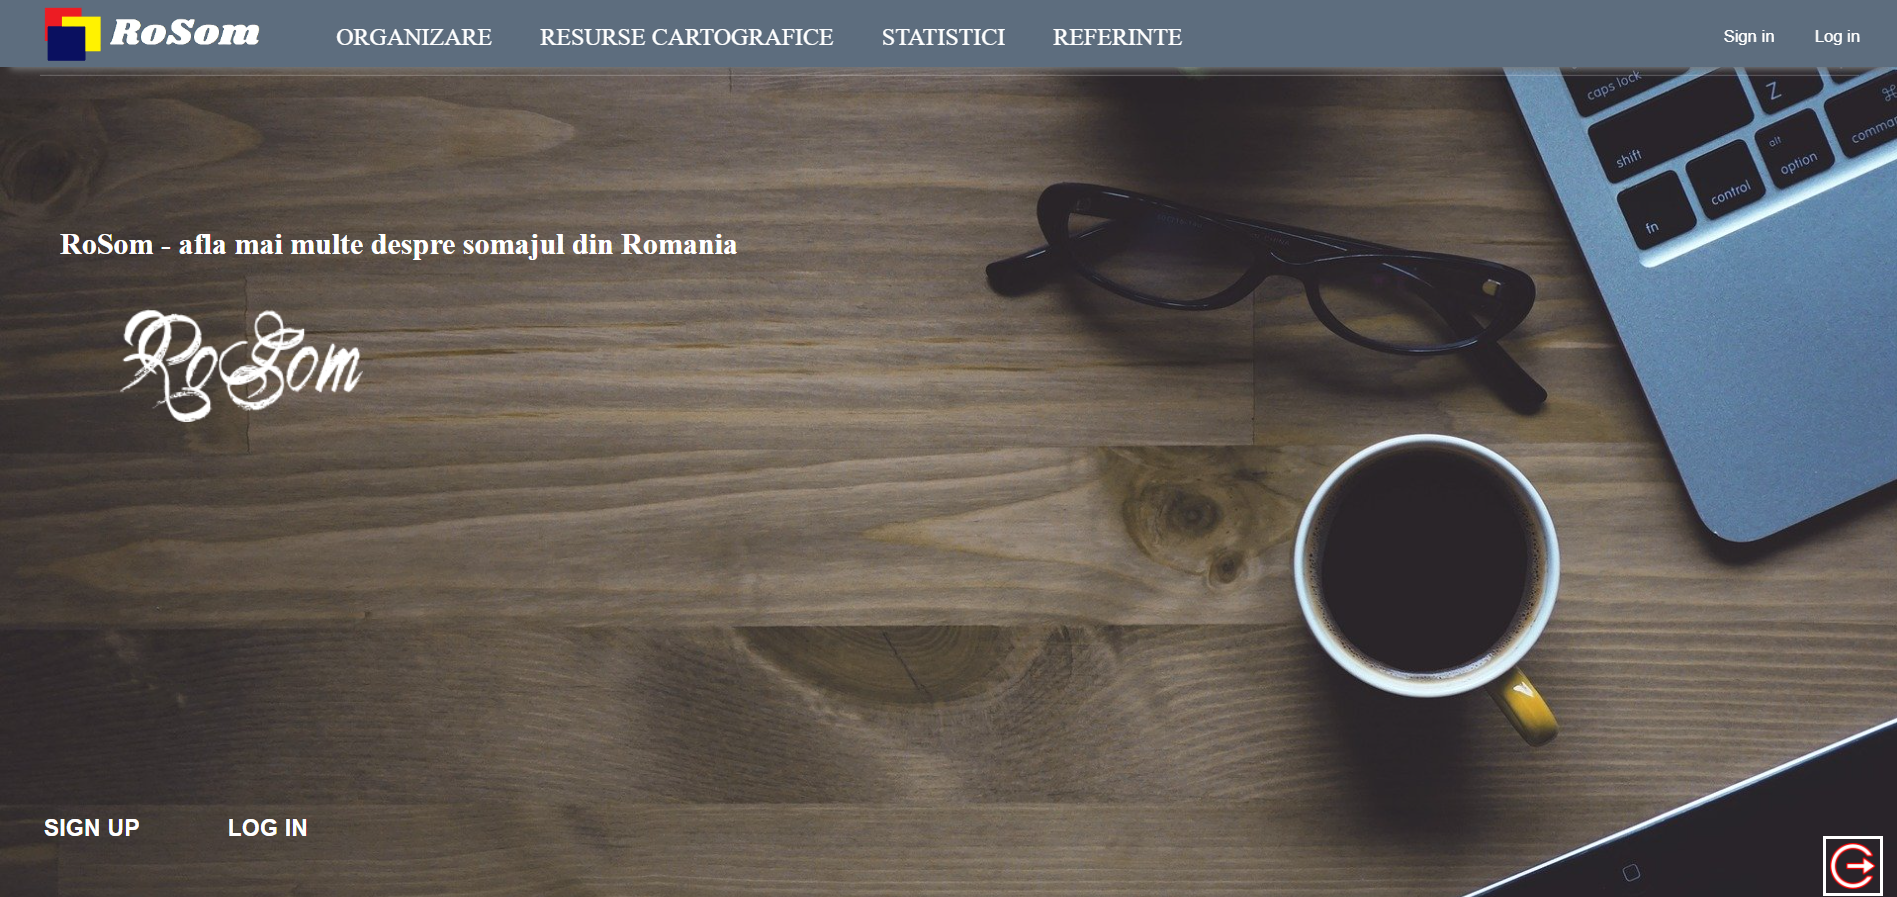 RoSom
ORGANIZARE
RESURSE CARTOGRAFICE
STATISTICI
REFERINTE
Sign in
Log in
caps lock
Z
⌘
shift
alt
option
command
fn
control
RoSom - afla mai multe despre somajul din Romania
RoSom
SIGN UP
LOG IN